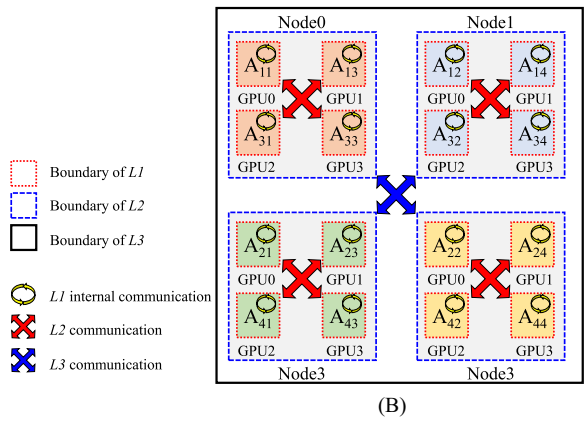 Node0 Node1
A11 A13 A12 A14
GPU0 GPU1 GPU0 GPU1
A31 A33 A32 A34
GPU2 GPU3 GPU2 GPU3
Boundary of L1
Boundary of L2
Boundary of L3
A21 A23 A22 A24
GPU0 GPU1 GPU0 GPU1
L1 internal communication
A41 A43 A42 A44
L2 communication
GPU2 GPU3 GPU2 GPU3
L3 communication
Node3 Node3
(B)